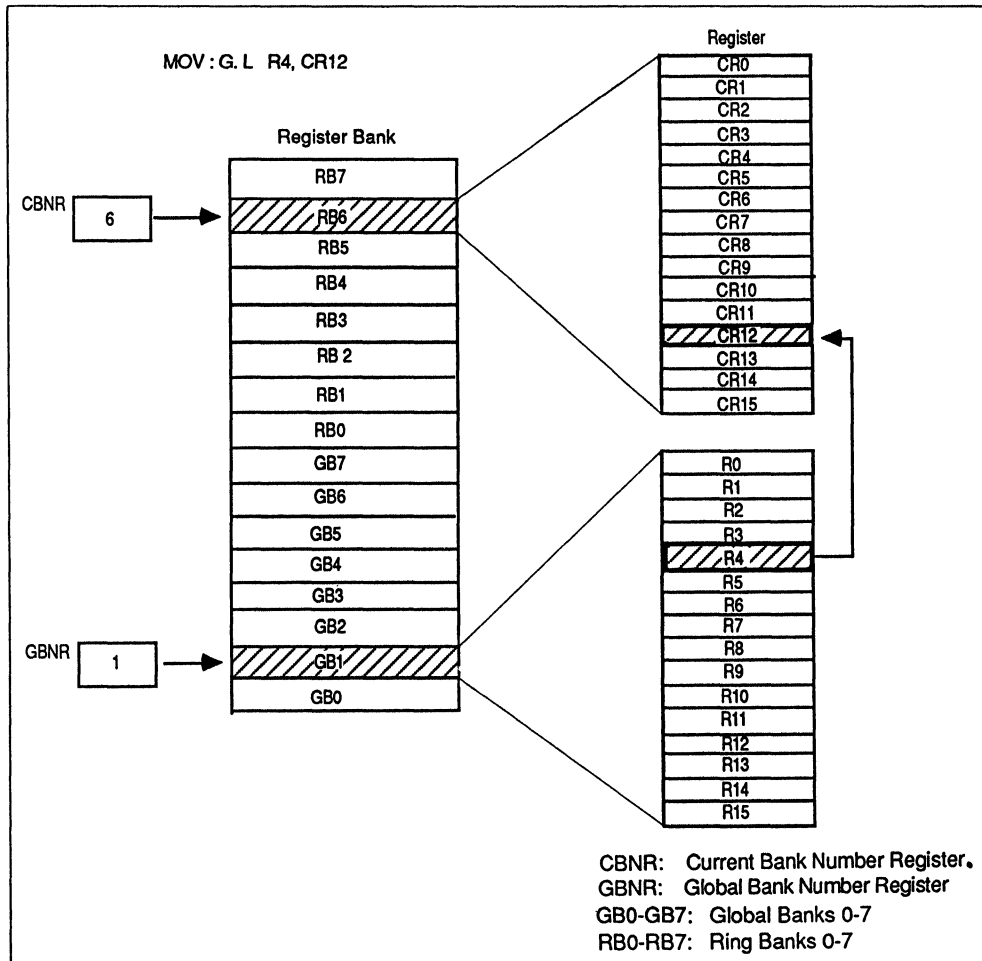 MOV : G. L R4, CR12
Register Bank
CBNR
6
RB7
RB6
RB5
RB4
RB3
RB 2
RB1
RB0
GB7
GB6
GB5
GB4
GB3
GB2
GB1
GB0
GBNR
1
Register
CR0
CR1
CR2
CR3
CR4
CR5
CR6
CR7
CR8
CR9
CR10
CR11
CR12
CR13
CR14
CR15
R0
R1
R2
R3
R4
R5
R6
R7
R8
R9
R10
R11
R12
R13
R14
R15
CBNR: Current Bank Number Register.
GBNR: Global Bank Number Register
GB0-GB7: Global Banks 0-7
RB0-RB7: Ring Banks 0-7